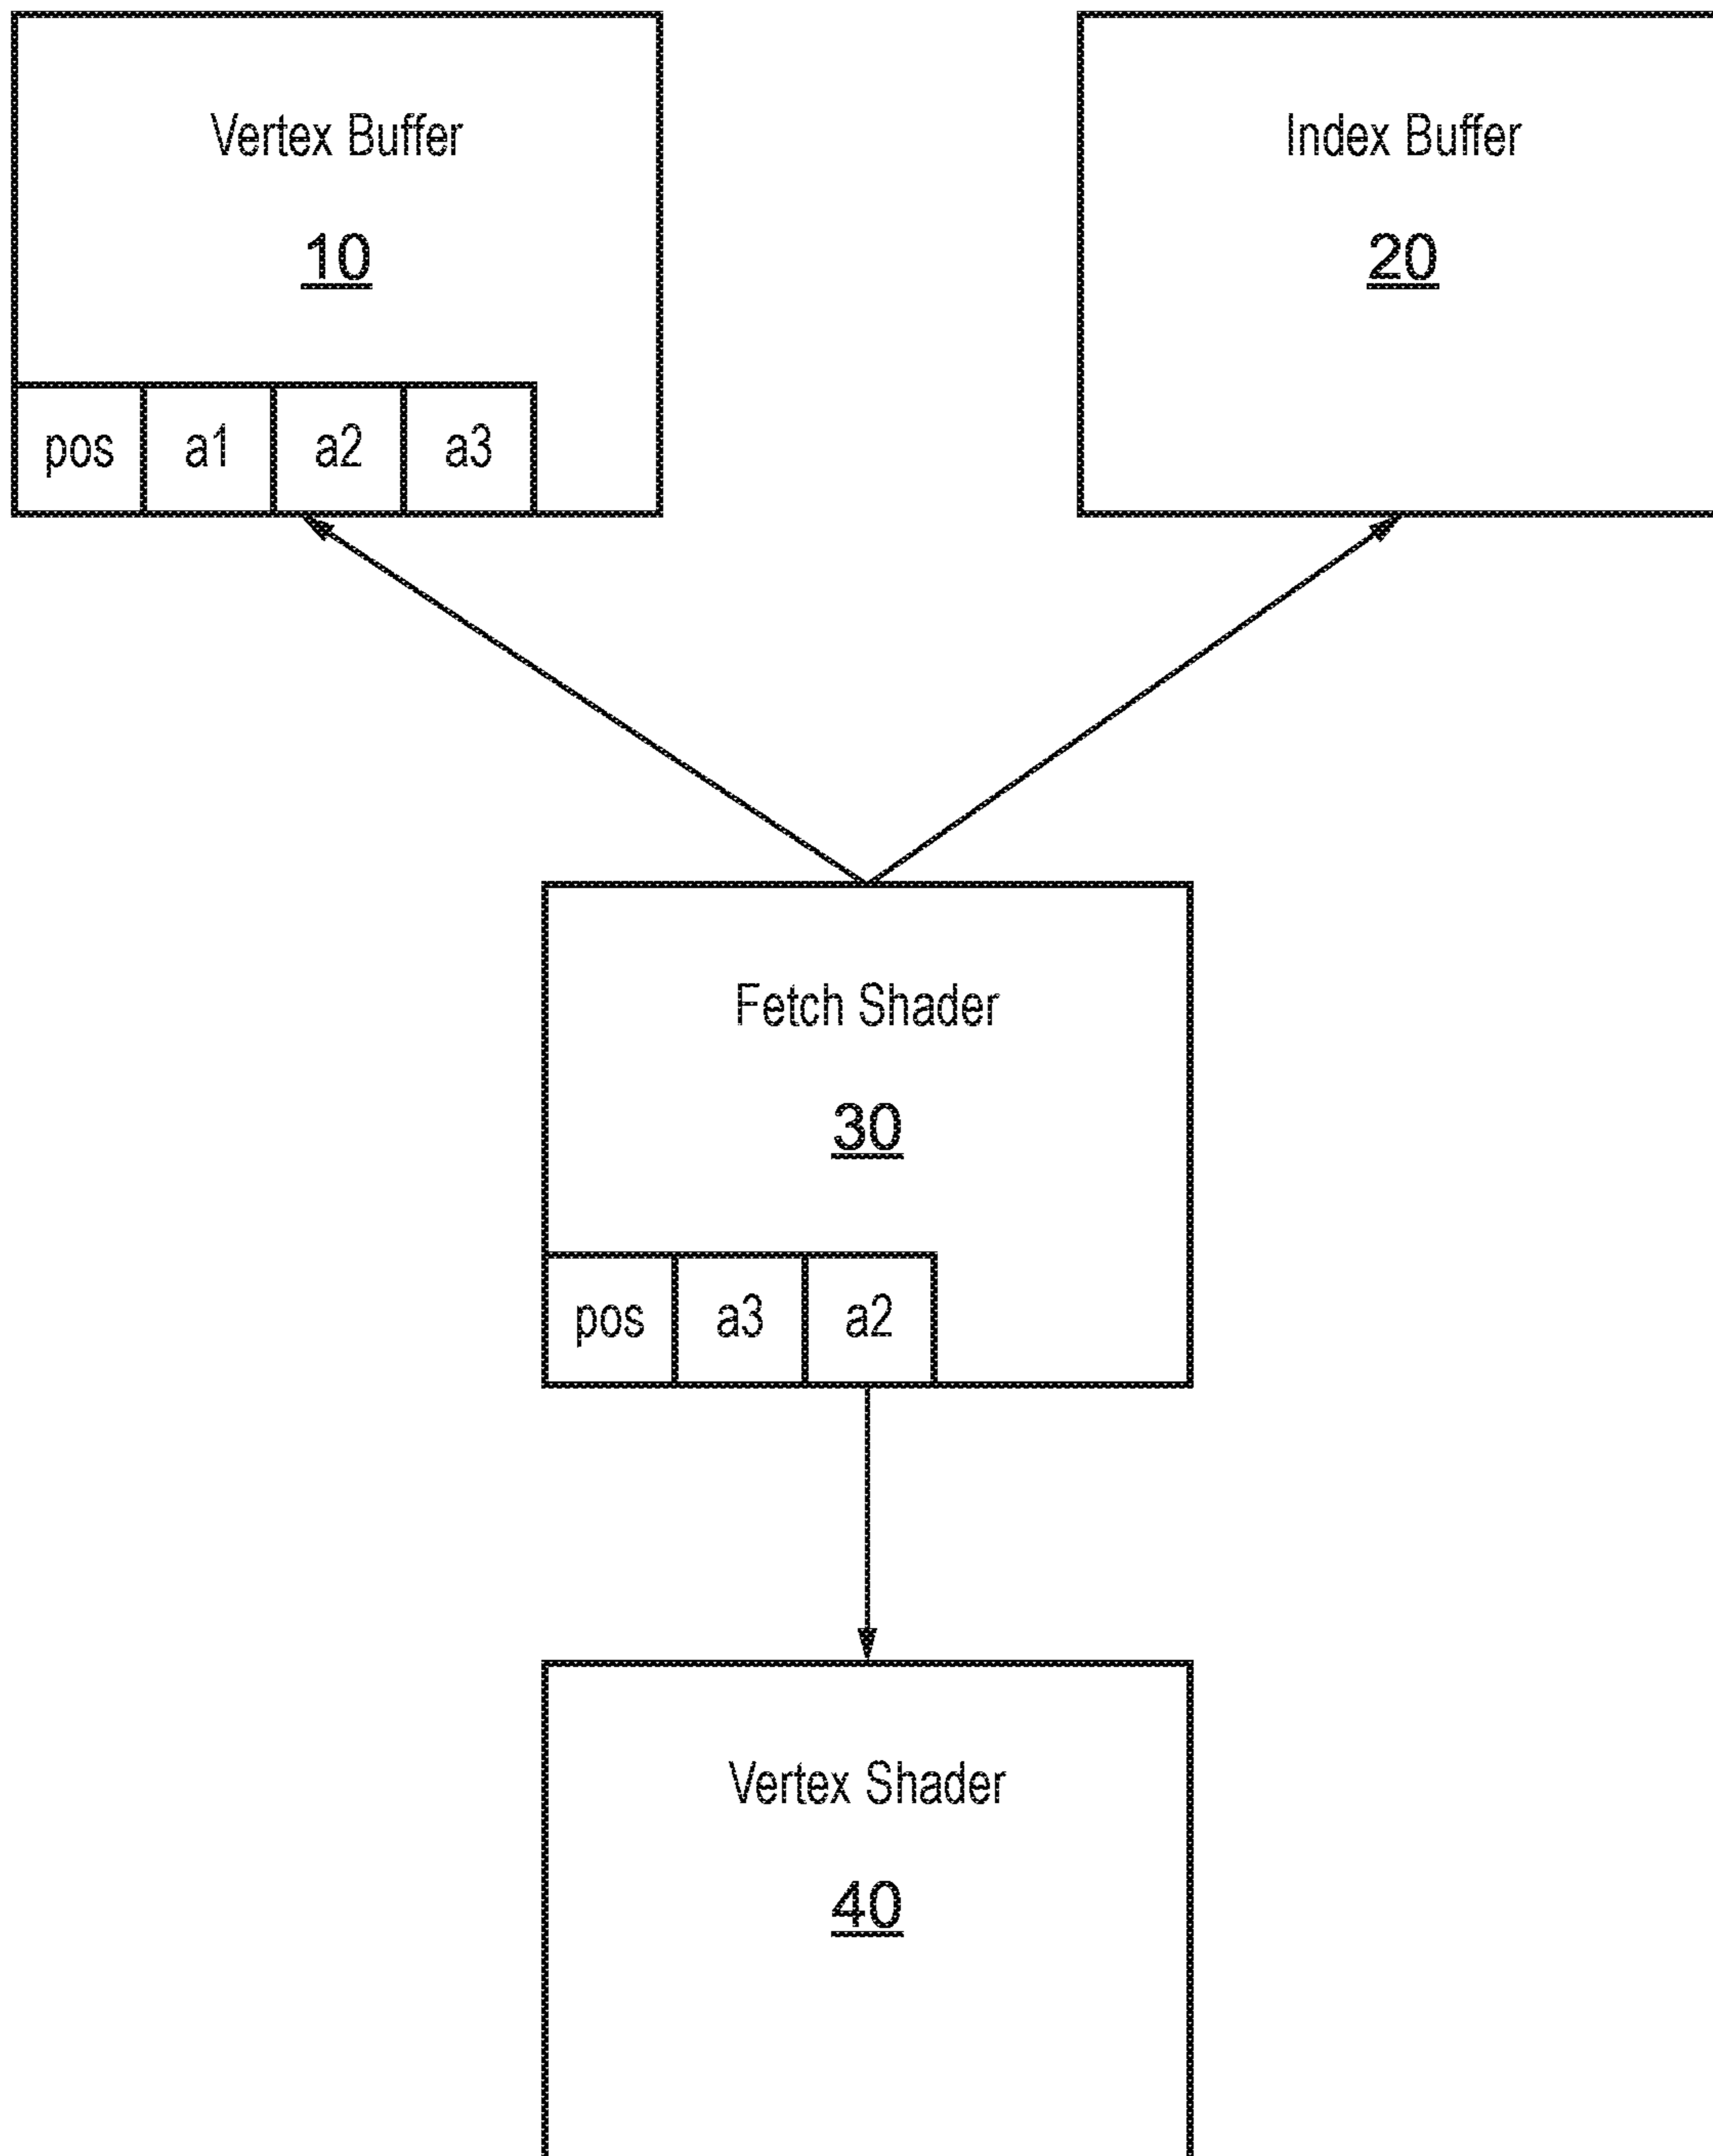 Vertex Buffer
10
pos a1 a2 a3
Index Buffer
20
Fetch Shader
30
pos a3 a2
Vertex Shader
40